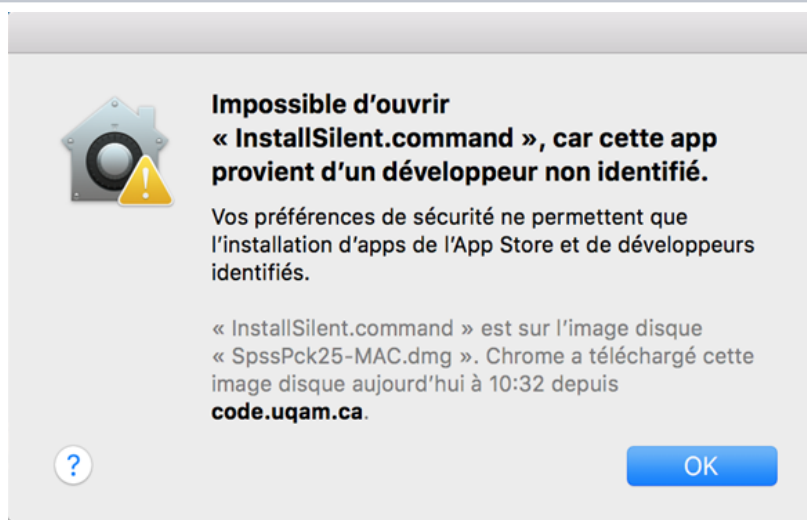 Impossible d’ouvrir
« InstallSilent.command », car cette app
provient d’un développeur non identifié.
Vos préférences de sécurité ne permettent que
l’installation d’apps de l’App Store et de développeurs
identifiés.
« InstallSilent.command » est sur l’image disque
« SpssPck25-MAC.dmg ». Chrome a téléchargé cette
image disque aujourd’hui à 10:32 depuis
code.uqam.ca.
?
OK